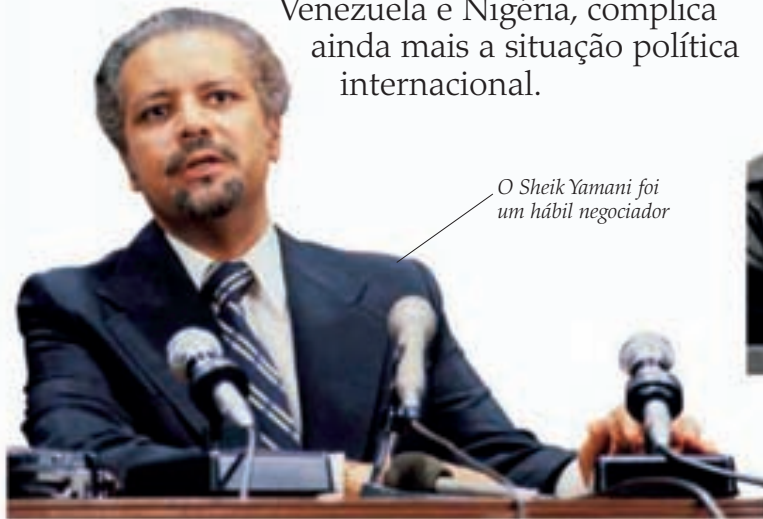 Venezuela e Nigéria, complica
ainda mais a situação política
internacional.
O Sheik Yamani foi
um hábil negociador